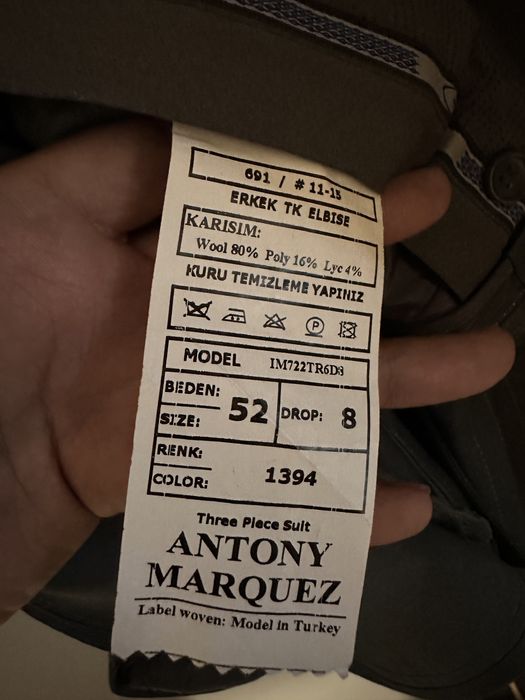 691 / # 11-15
ERKEK TK ELBISE
KARISIM:
Wool 80% Poly 16% Lyc 4%
KURU TEMIZLEME YAPINIZ
P
MODEL IM722TR6D8
BEDEN:
SIZE: 52 DROP: 8
RENK:
COLOR: 1394
Three Piece Suit
ANTONY
MARQUEZ
Label woven: Model in Turkey